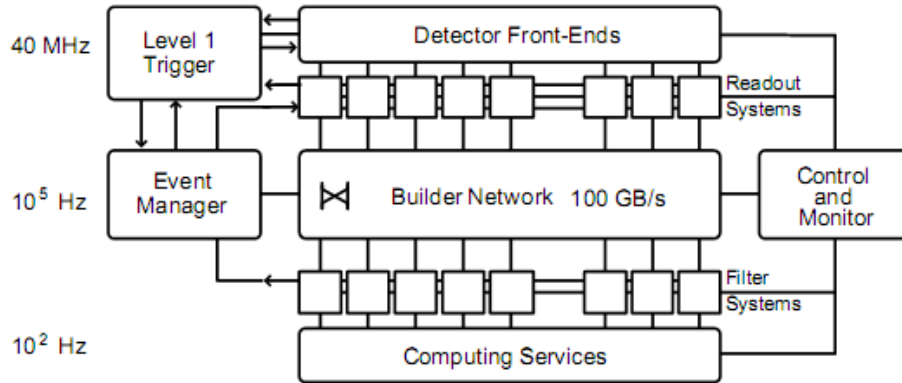 40 MHz
Level 1
Trigger
Detector Front-Ends
Readout
Systems
10⁵ Hz
Event
Manager
Builder Network 100 GB/s
Control
and
Monitor
Filter
Systems
10² Hz
Computing Services